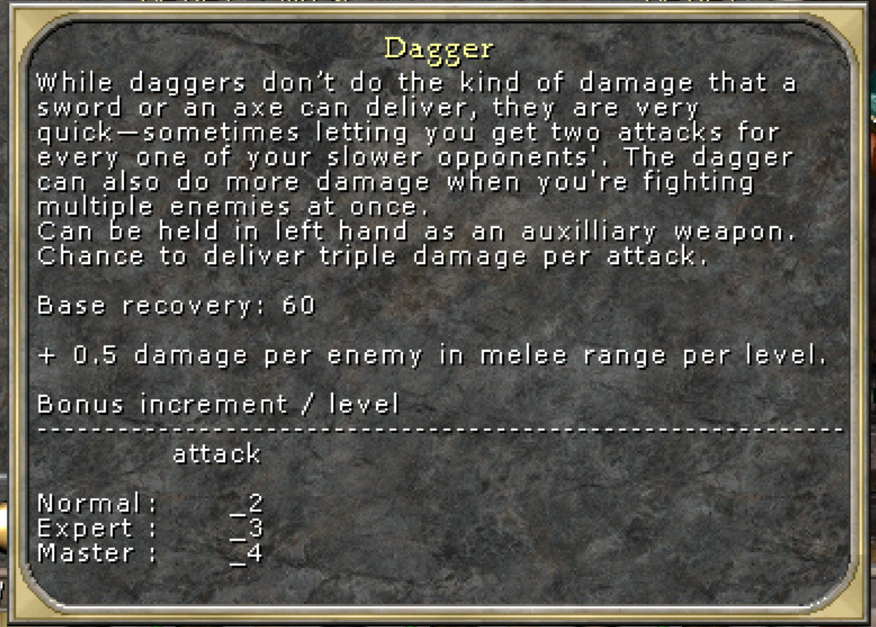 Dagger
While daggers don't do the kind of damage that a
sword or an axe can deliver, they are very
quick—sometimes letting you get two attacks for
every one of your slower opponents'. The dagger
can also do more damage when you're fighting
multiple enemies at once.
Can be held in left hand as an auxilliary weapon.
Chance to deliver triple damage per attack.
Base recovery: 60
+ 0.5 damage per enemy in melee range per level.
Bonus increment / level
------------------------------------------------------------
attack
Normal: _2
Expert : _3
Master : _4